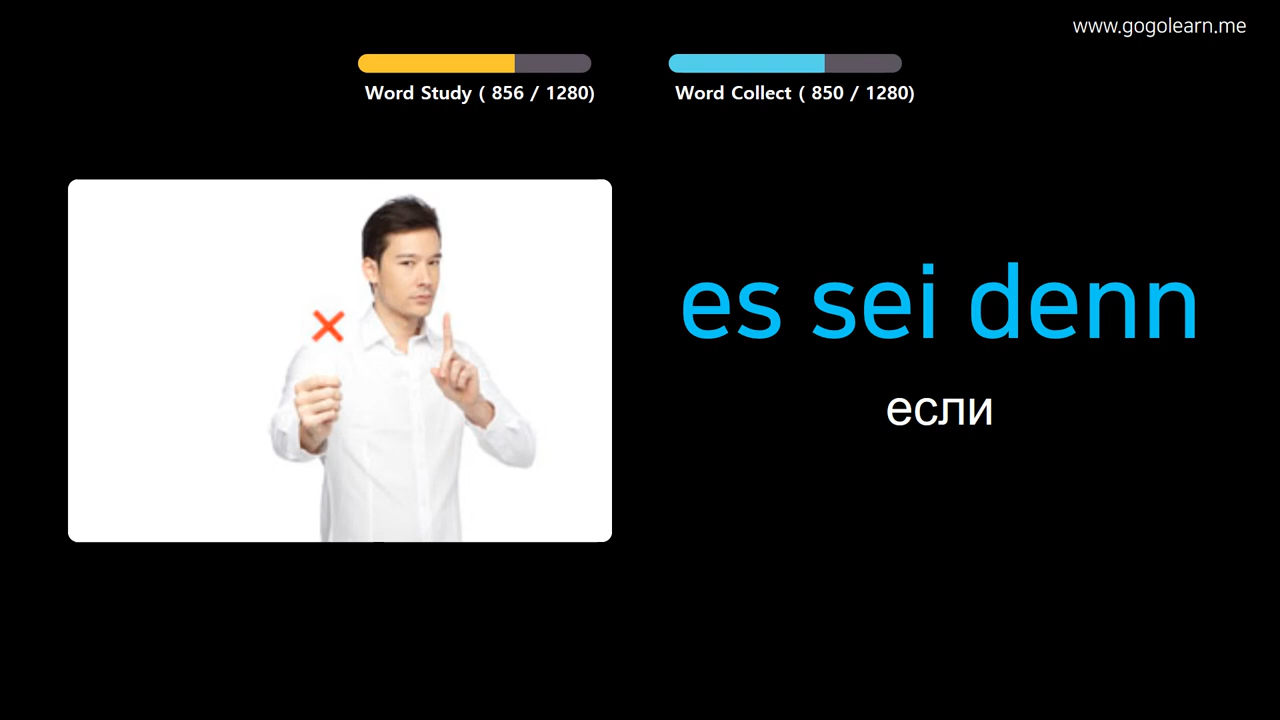 www.gogolearn.me
Word Study ( 856 / 1280)
Word Collect ( 850 / 1280)
es sei denn
если